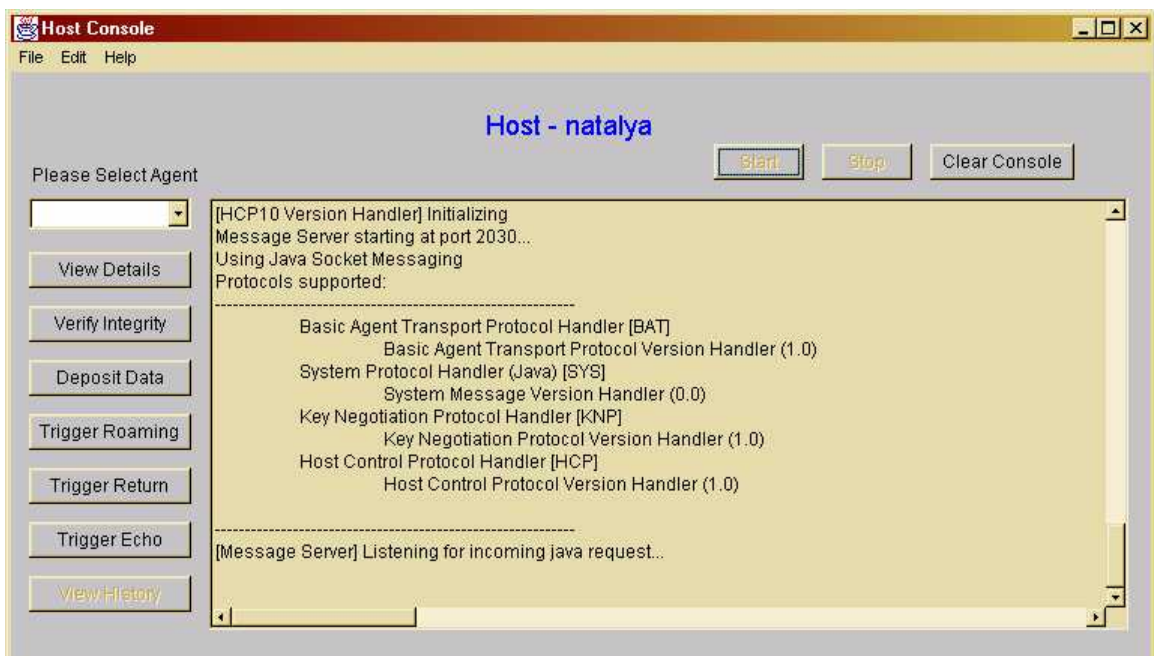 Host Console
File Edit Help
Host - natalya
Start Stop Clear Console
Please Select Agent
View Details
Verify Integrity
Deposit Data
Trigger Roaming
Trigger Return
Trigger Echo
View History
[HCP10 Version Handler] Initializing
Message Server starting at port 2030...
Using Java Socket Messaging
Protocols supported:
------------------------------------------------------------
Basic Agent Transport Protocol Handler [BAT]
Basic Agent Transport Protocol Version Handler (1.0)
System Protocol Handler (Java) [SYS]
System Message Version Handler (0.0)
Key Negotiation Protocol Handler [KNP]
Key Negotiation Protocol Version Handler (1.0)
Host Control Protocol Handler [HCP]
Host Control Protocol Version Handler (1.0)
------------------------------------------------------------
[Message Server] Listening for incoming java request...